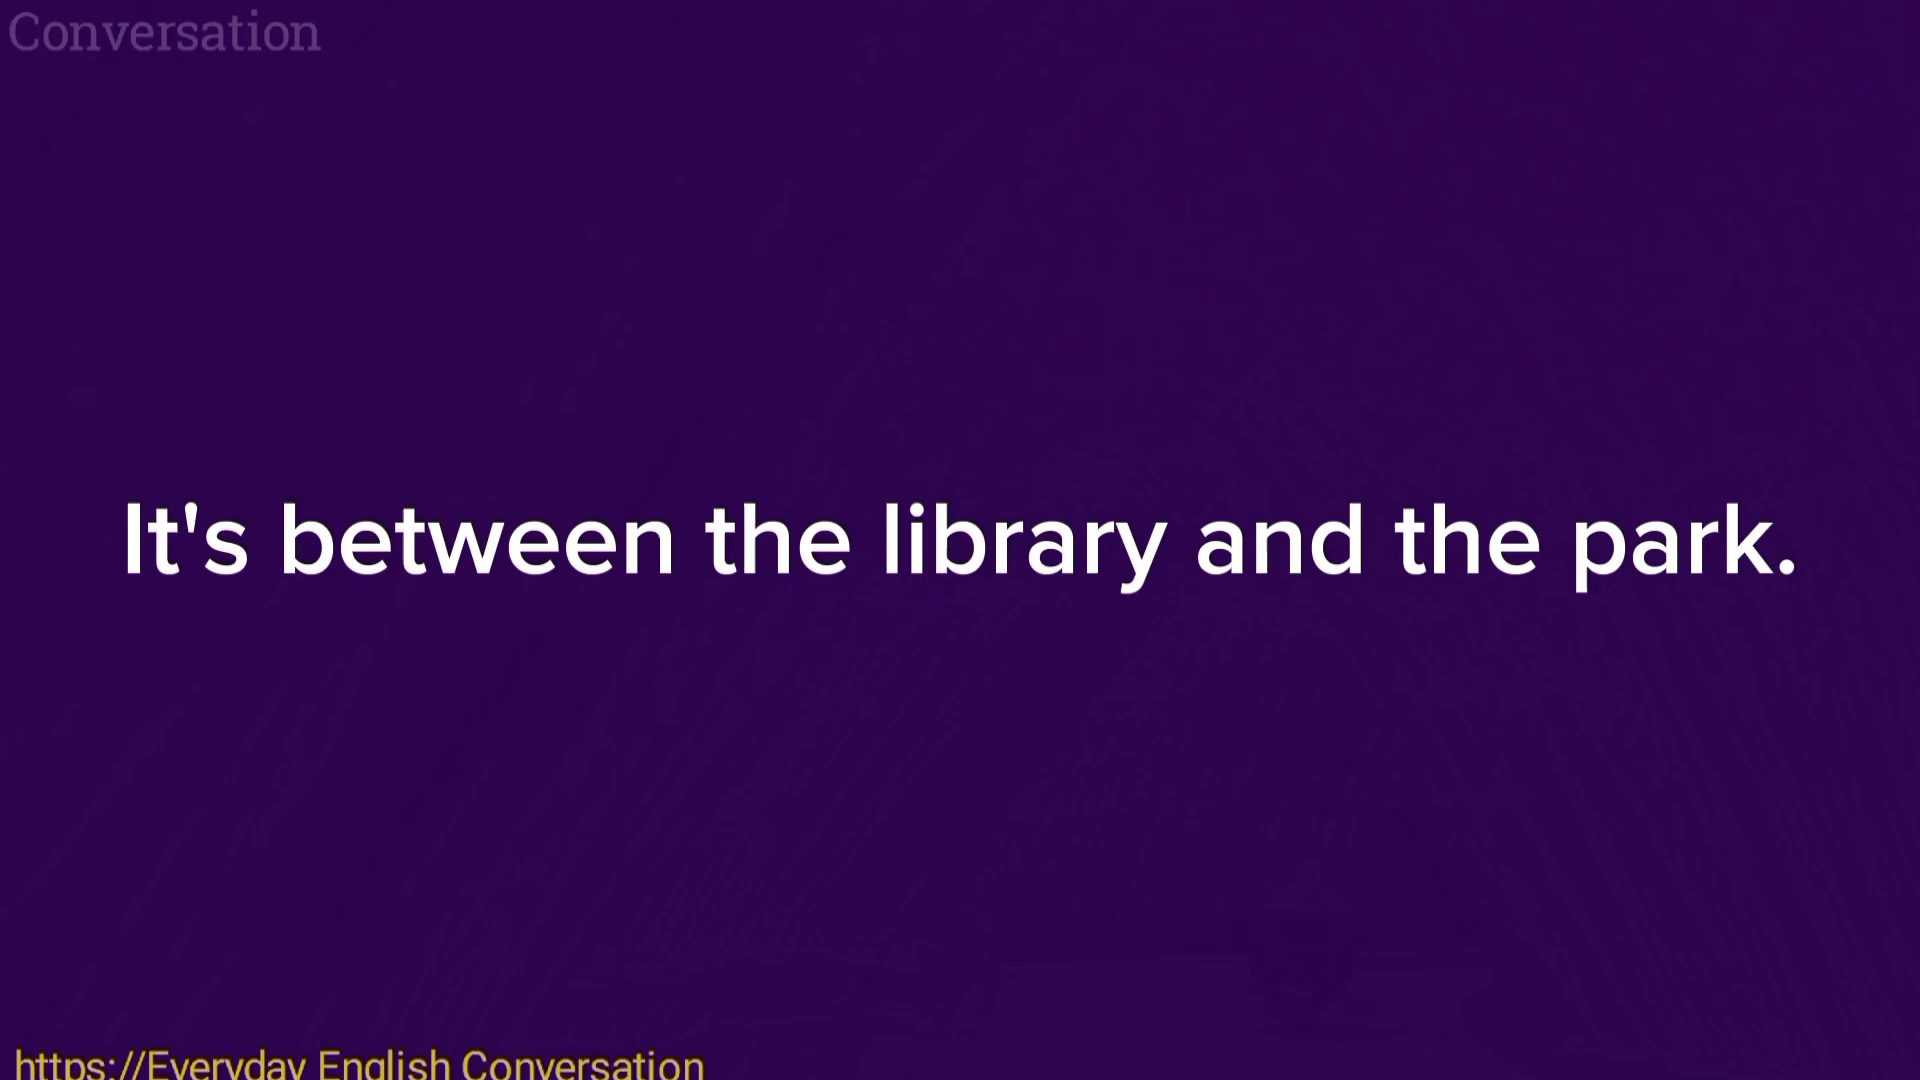 Conversation
It's between the library and the park.
https://Everyday English Conversation